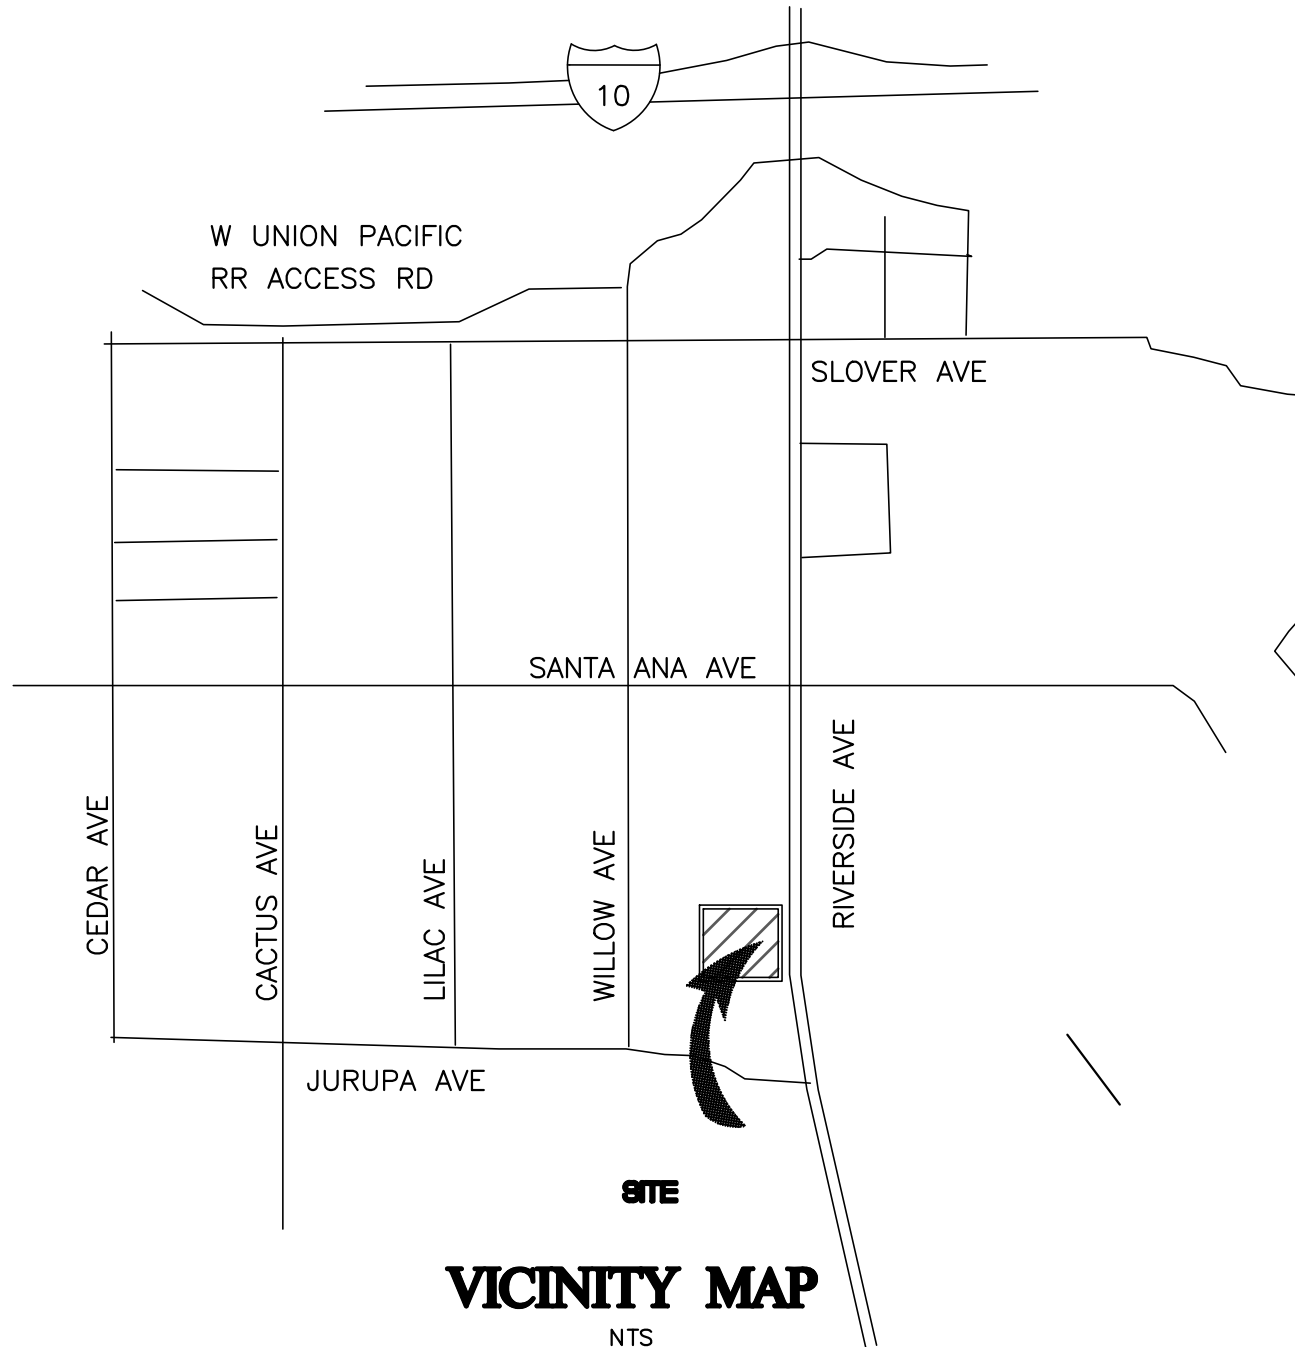 10
W UNION PACIFIC
RR ACCESS RD
SLOVER AVE
SANTA ANA AVE
RIVERSIDE AVE
CEDAR AVE
CACTUS AVE
LILAC AVE
WILLOW AVE
JURUPA AVE
SITE
VICINITY MAP
NTS